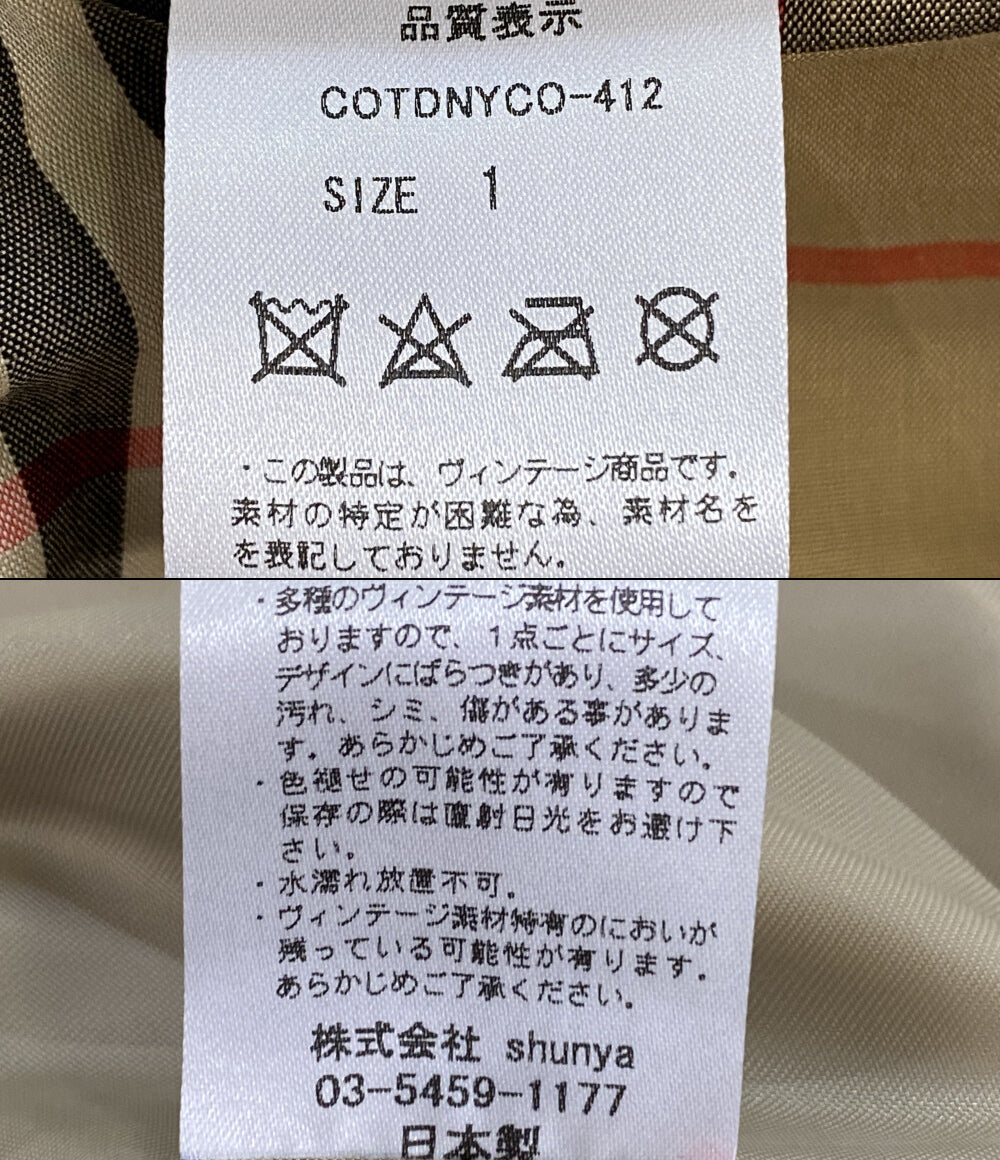 品質表示
COTDNYCO-412
SIZE 1
・この製品は、ヴィンテージ商品です。
素材の特定が困難な為、素材名を
を表記しておりません。
・多種のヴィンテージ素材を使用して
おりますので、1点ごとにサイズ、
デザインにばらつきがあり、多少の
汚れ、シミ、傷がある事がありま
す。あらかじめご了承ください。
・色褪せの可能性が有りますので
保存の際は直射日光をお避け下
さい。
・水濡れ放置不可。
・ヴィンテージ素材特有のにおいが
残っている可能性が有ります。
あらかじめご了承ください。
株式会社 shunya
03-5459-1177
日本製